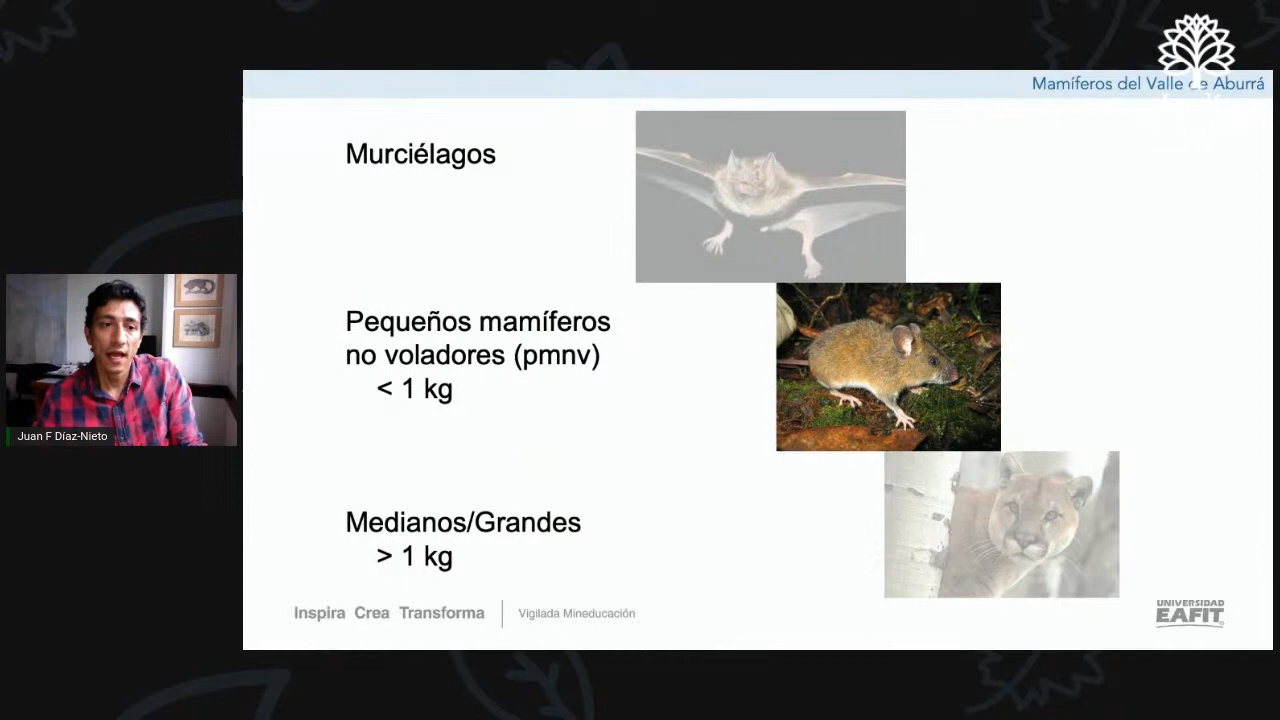 Mamíferos del Valle de Aburrá
Murciélagos
Pequeños mamíferos
no voladores (pmnv)
< 1 kg
Juan F Díaz-Nieto
Medianos/Grandes
> 1 kg
Inspira Crea Transforma
Vigilada Mineducación
UNIVERSIDAD
EAFIT